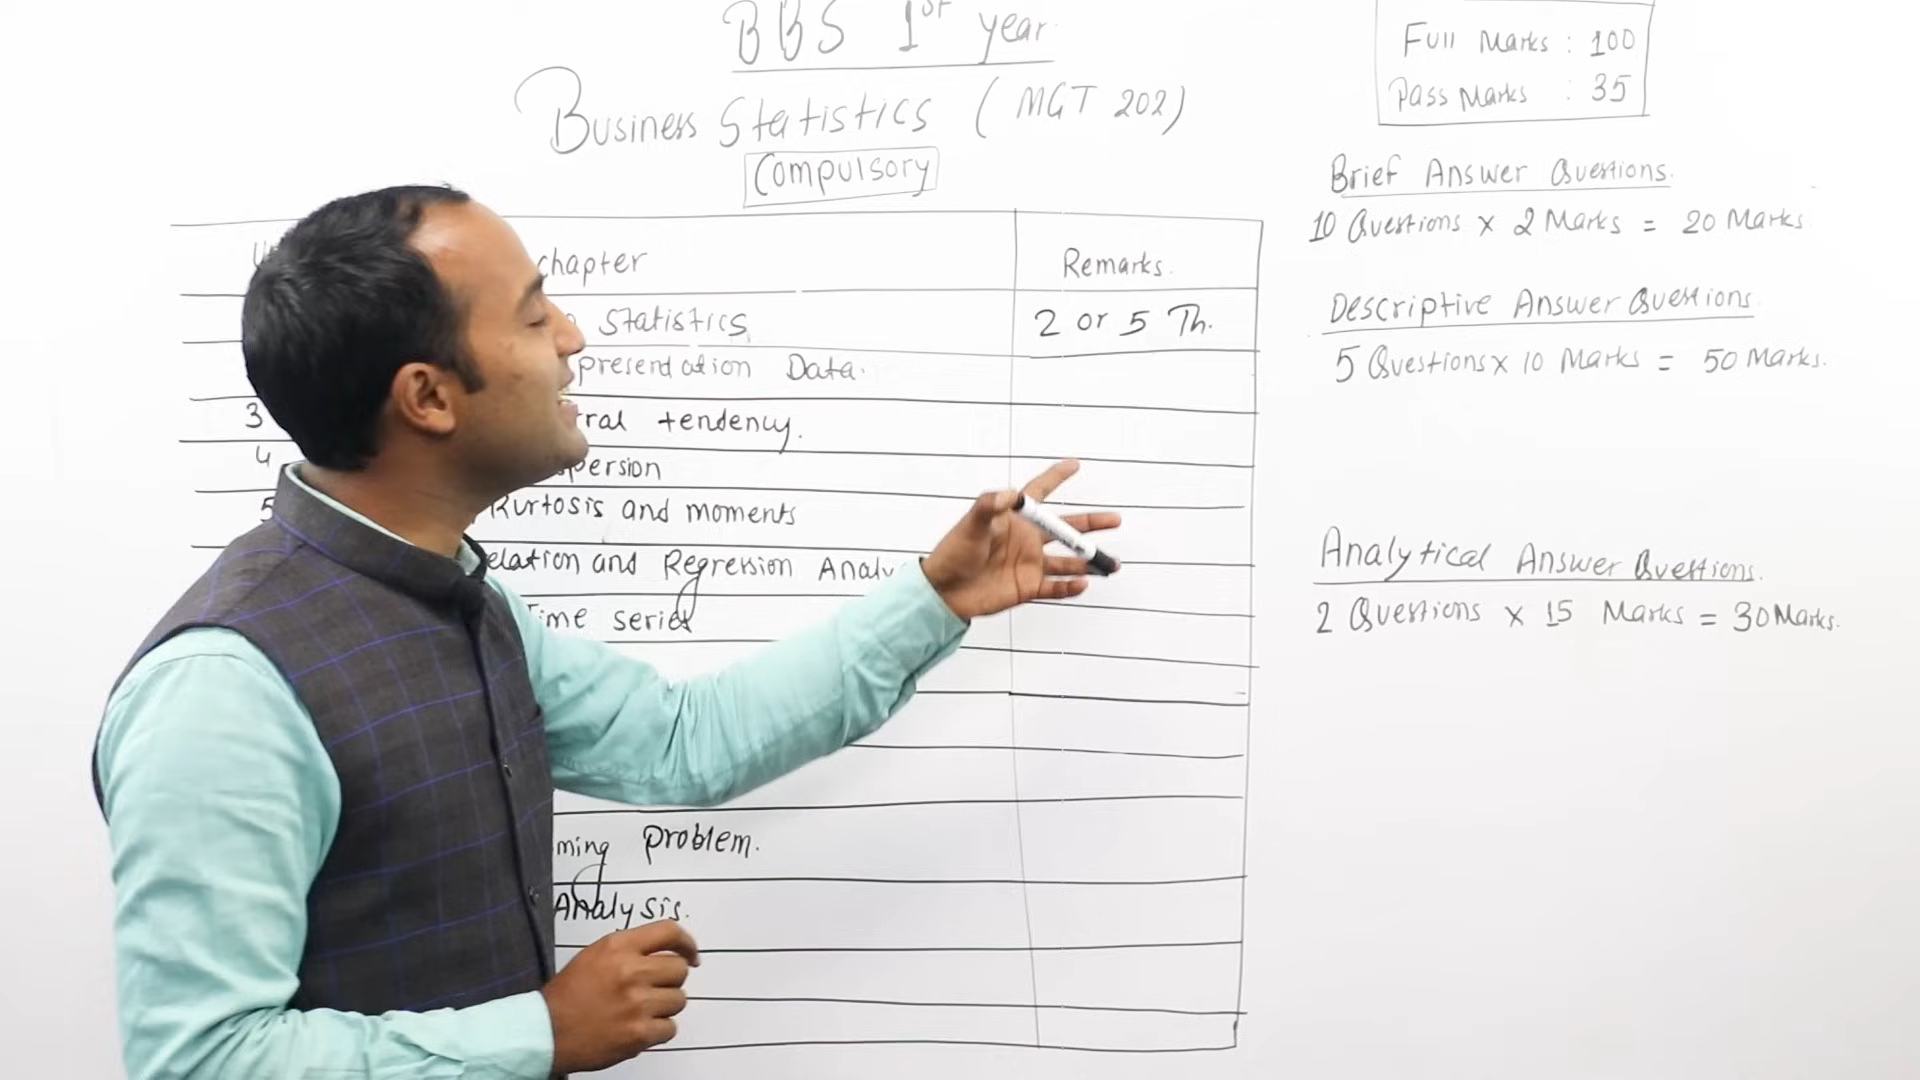 BBS 1st year
Business Statistics (MGT 202)
Compulsory
chapter Remarks.
Statistics 2 or 5 Th.
presentation Data.
3 tral tendency.
4 persion
5 Kurtosis and moments
elation and Regression Analy
ime series
ming problem.
Analysis.
Full Marks : 100
Pass Marks : 35
Brief Answer Questions.
10 Questions x 2 Marks = 20 Marks
Descriptive Answer Questions
5 Questions x 10 Marks = 50 Marks.
Analytical Answer Questions.
2 Questions x 15 Marks = 30 Marks.